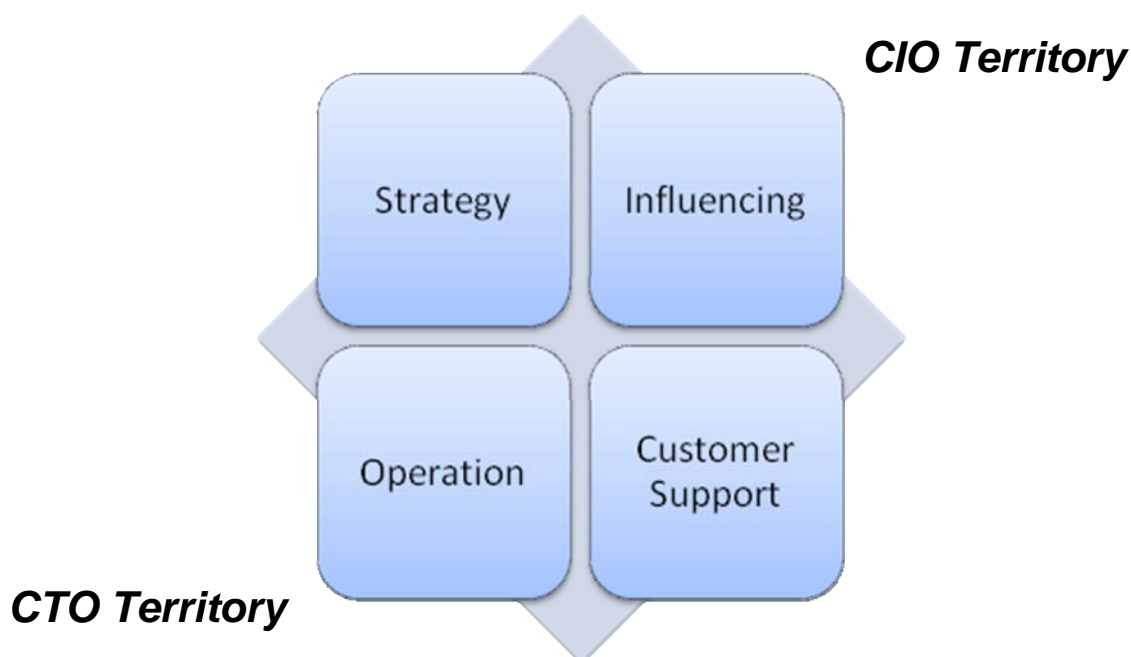 CIO Territory
Strategy
Influencing
Operation
Customer
Support
CTO Territory